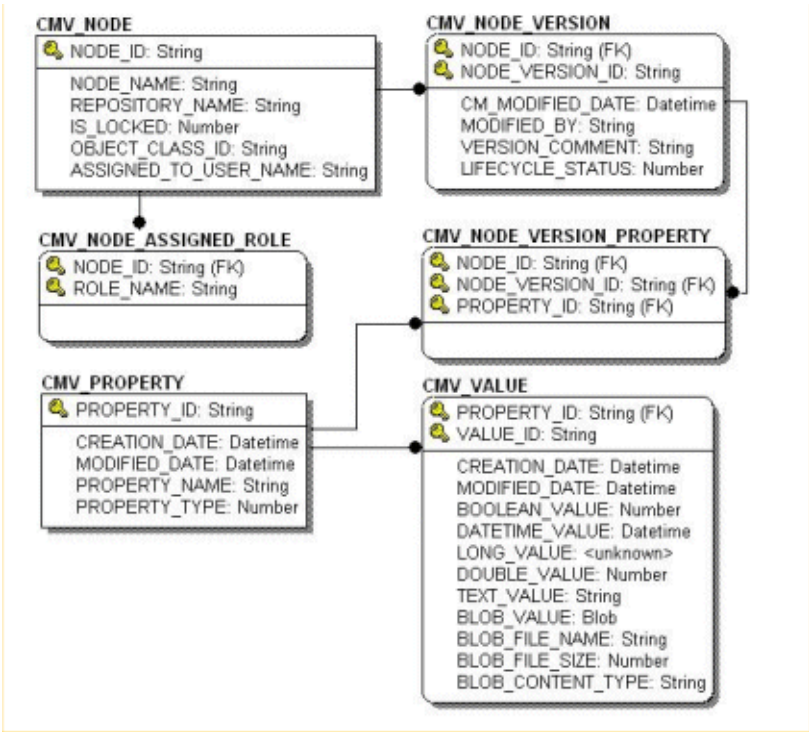 CMV_NODE
NODE_ID: String
NODE_NAME: String
REPOSITORY_NAME: String
IS_LOCKED: Number
OBJECT_CLASS_ID: String
ASSIGNED_TO_USER_NAME: String
CMV_NODE_VERSION
NODE_ID: String (FK)
NODE_VERSION_ID: String
CM_MODIFIED_DATE: Datetime
MODIFIED_BY: String
VERSION_COMMENT: String
LIFECYCLE_STATUS: Number
CMV_NODE_ASSIGNED_ROLE
NODE_ID: String (FK)
ROLE_NAME: String
CMV_NODE_VERSION_PROPERTY
NODE_ID: String (FK)
NODE_VERSION_ID: String (FK)
PROPERTY_ID: String (FK)
CMV_PROPERTY
PROPERTY_ID: String
CREATION_DATE: Datetime
MODIFIED_DATE: Datetime
PROPERTY_NAME: String
PROPERTY_TYPE: Number
CMV_VALUE
PROPERTY_ID: String (FK)
VALUE_ID: String
CREATION_DATE: Datetime
MODIFIED_DATE: Datetime
BOOLEAN_VALUE: Number
DATETIME_VALUE: Datetime
LONG_VALUE: <unknown>
DOUBLE_VALUE: Number
TEXT_VALUE: String
BLOB_VALUE: Blob
BLOB_FILE_NAME: String
BLOB_FILE_SIZE: Number
BLOB_CONTENT_TYPE: String